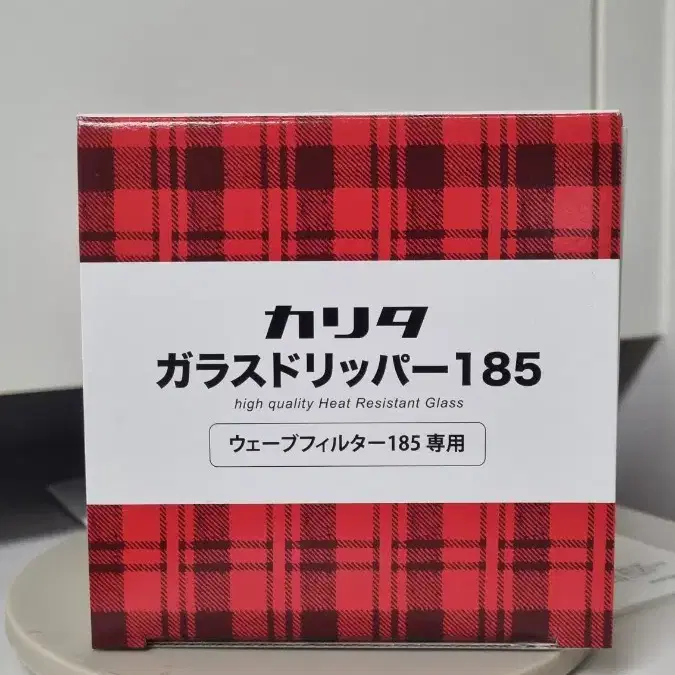 カリタ
ガラスドリッパー185
high quality Heat Resistant Glass
ウェーブフィルター185 専用